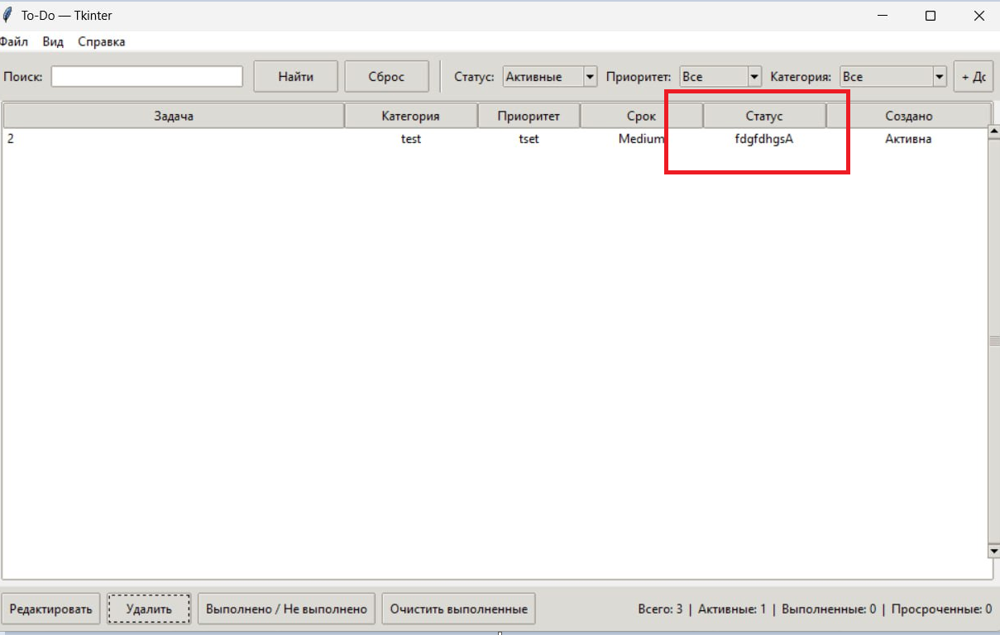 To-Do — Tkinter
Файл Вид Справка
Поиск: Найти Сброс Статус: Активные Приоритет: Все Категория: Все + Дс
Задача Категория Приоритет Срок Статус Создано
2 test tset Medium fdgfdhgsA Активна
Редактировать Удалить Выполнено / Не выполнено Очистить выполненные Всего: 3 | Активные: 1 | Выполненные: 0 | Просроченные: 0